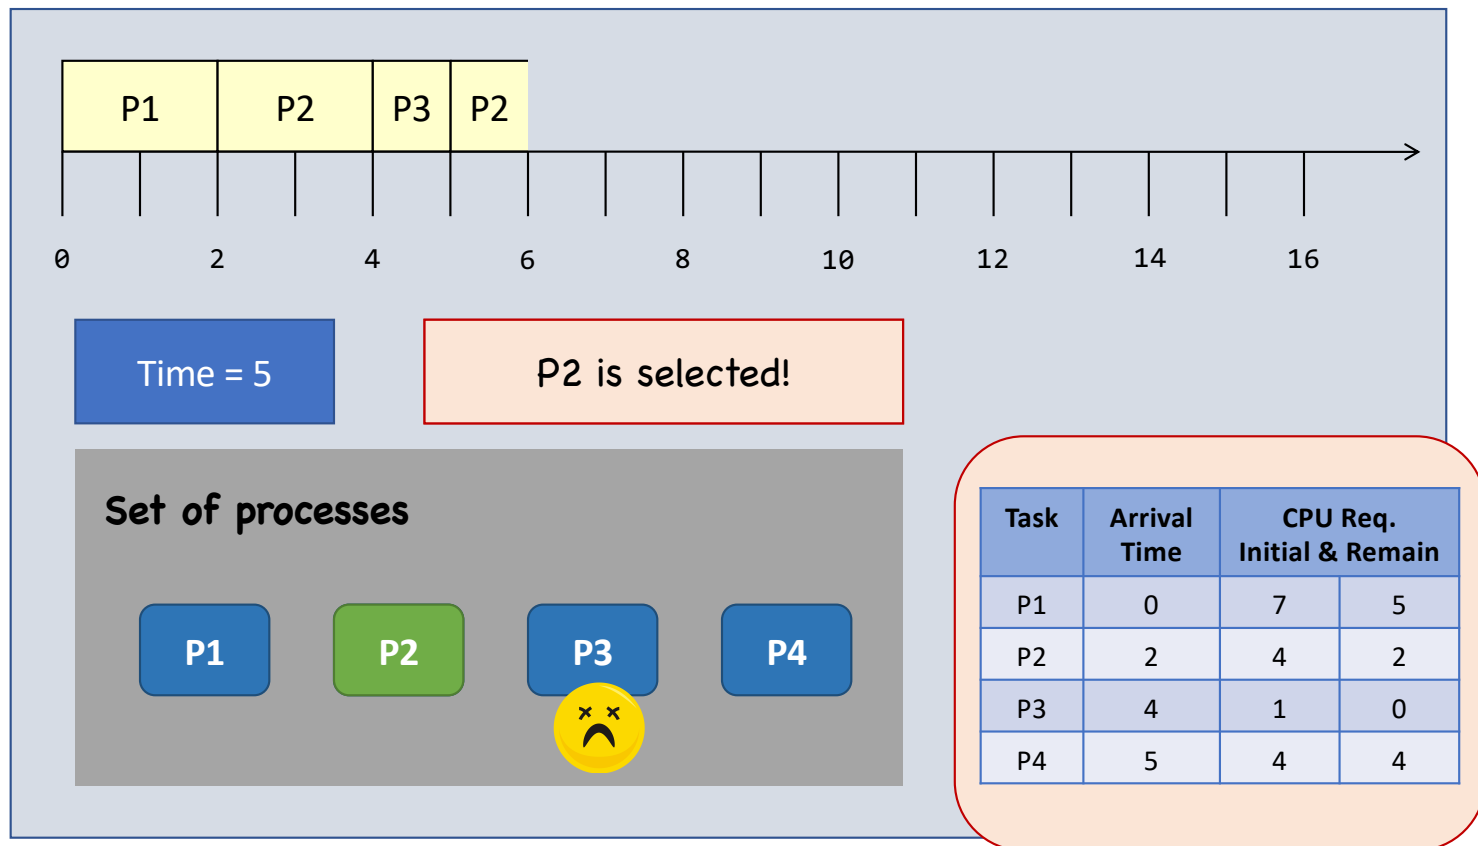 P1 P2 P3 P2
0 2 4 6 8 10 12 14 16
Time = 5
P2 is selected!
Set of processes
P1 P2 P3 P4
Task Arrival Time CPU Req. Initial & Remain
P1 0 7 5
P2 2 4 2
P3 4 1 0
P4 5 4 4